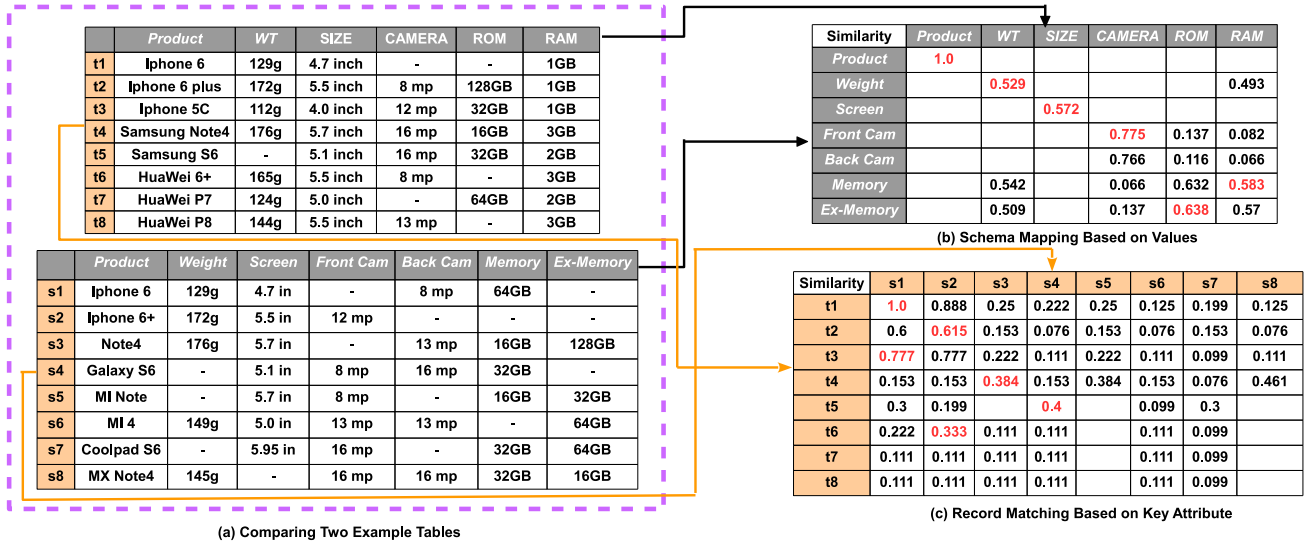 Product WT SIZE CAMERA ROM RAM
t1 Iphone 6 129g 4.7 inch - - 1GB
t2 Iphone 6 plus 172g 5.5 inch 8 mp 128GB 1GB
t3 Iphone 5C 112g 4.0 inch 12 mp 32GB 1GB
t4 Samsung Note4 176g 5.7 inch 16 mp 16GB 3GB
t5 Samsung S6 - 5.1 inch 16 mp 32GB 2GB
t6 HuaWei 6+ 165g 5.5 inch 8 mp - 3GB
t7 HuaWei P7 124g 5.0 inch - 64GB 2GB
t8 HuaWei P8 144g 5.5 inch 13 mp - 3GB
Product Weight Screen Front Cam Back Cam Memory Ex-Memory
s1 Iphone 6 129g 4.7 in - 8 mp 64GB -
s2 Iphone 6+ 172g 5.5 in 12 mp - - -
s3 Note4 176g 5.7 in - 13 mp 16GB 128GB
s4 Galaxy S6 - 5.1 in 8 mp 16 mp 32GB -
s5 MI Note - 5.7 in 8 mp - 16GB 32GB
s6 MI 4 149g 5.0 in 13 mp 13 mp - 64GB
s7 Coolpad S6 - 5.95 in 16 mp - 32GB 64GB
s8 MX Note4 145g - 16 mp 16 mp 32GB 16GB
(a) Comparing Two Example Tables
Similarity Product WT SIZE CAMERA ROM RAM
Product 1.0
Weight 0.529 0.493
Screen 0.572
Front Cam 0.775 0.137 0.082
Back Cam 0.766 0.116 0.066
Memory 0.542 0.066 0.632 0.583
Ex-Memory 0.509 0.137 0.638 0.57
(b) Schema Mapping Based on Values
Similarity s1 s2 s3 s4 s5 s6 s7 s8
t1 1.0 0.888 0.25 0.222 0.25 0.125 0.199 0.125
t2 0.6 0.615 0.153 0.076 0.153 0.076 0.153 0.076
t3 0.777 0.777 0.222 0.111 0.222 0.111 0.099 0.111
t4 0.153 0.153 0.384 0.153 0.384 0.153 0.076 0.461
t5 0.3 0.199 0.4 0.099 0.3
t6 0.222 0.333 0.111 0.111 0.111 0.099
t7 0.111 0.111 0.111 0.111 0.111 0.099
t8 0.111 0.111 0.111 0.111 0.111 0.099
(c) Record Matching Based on Key Attribute